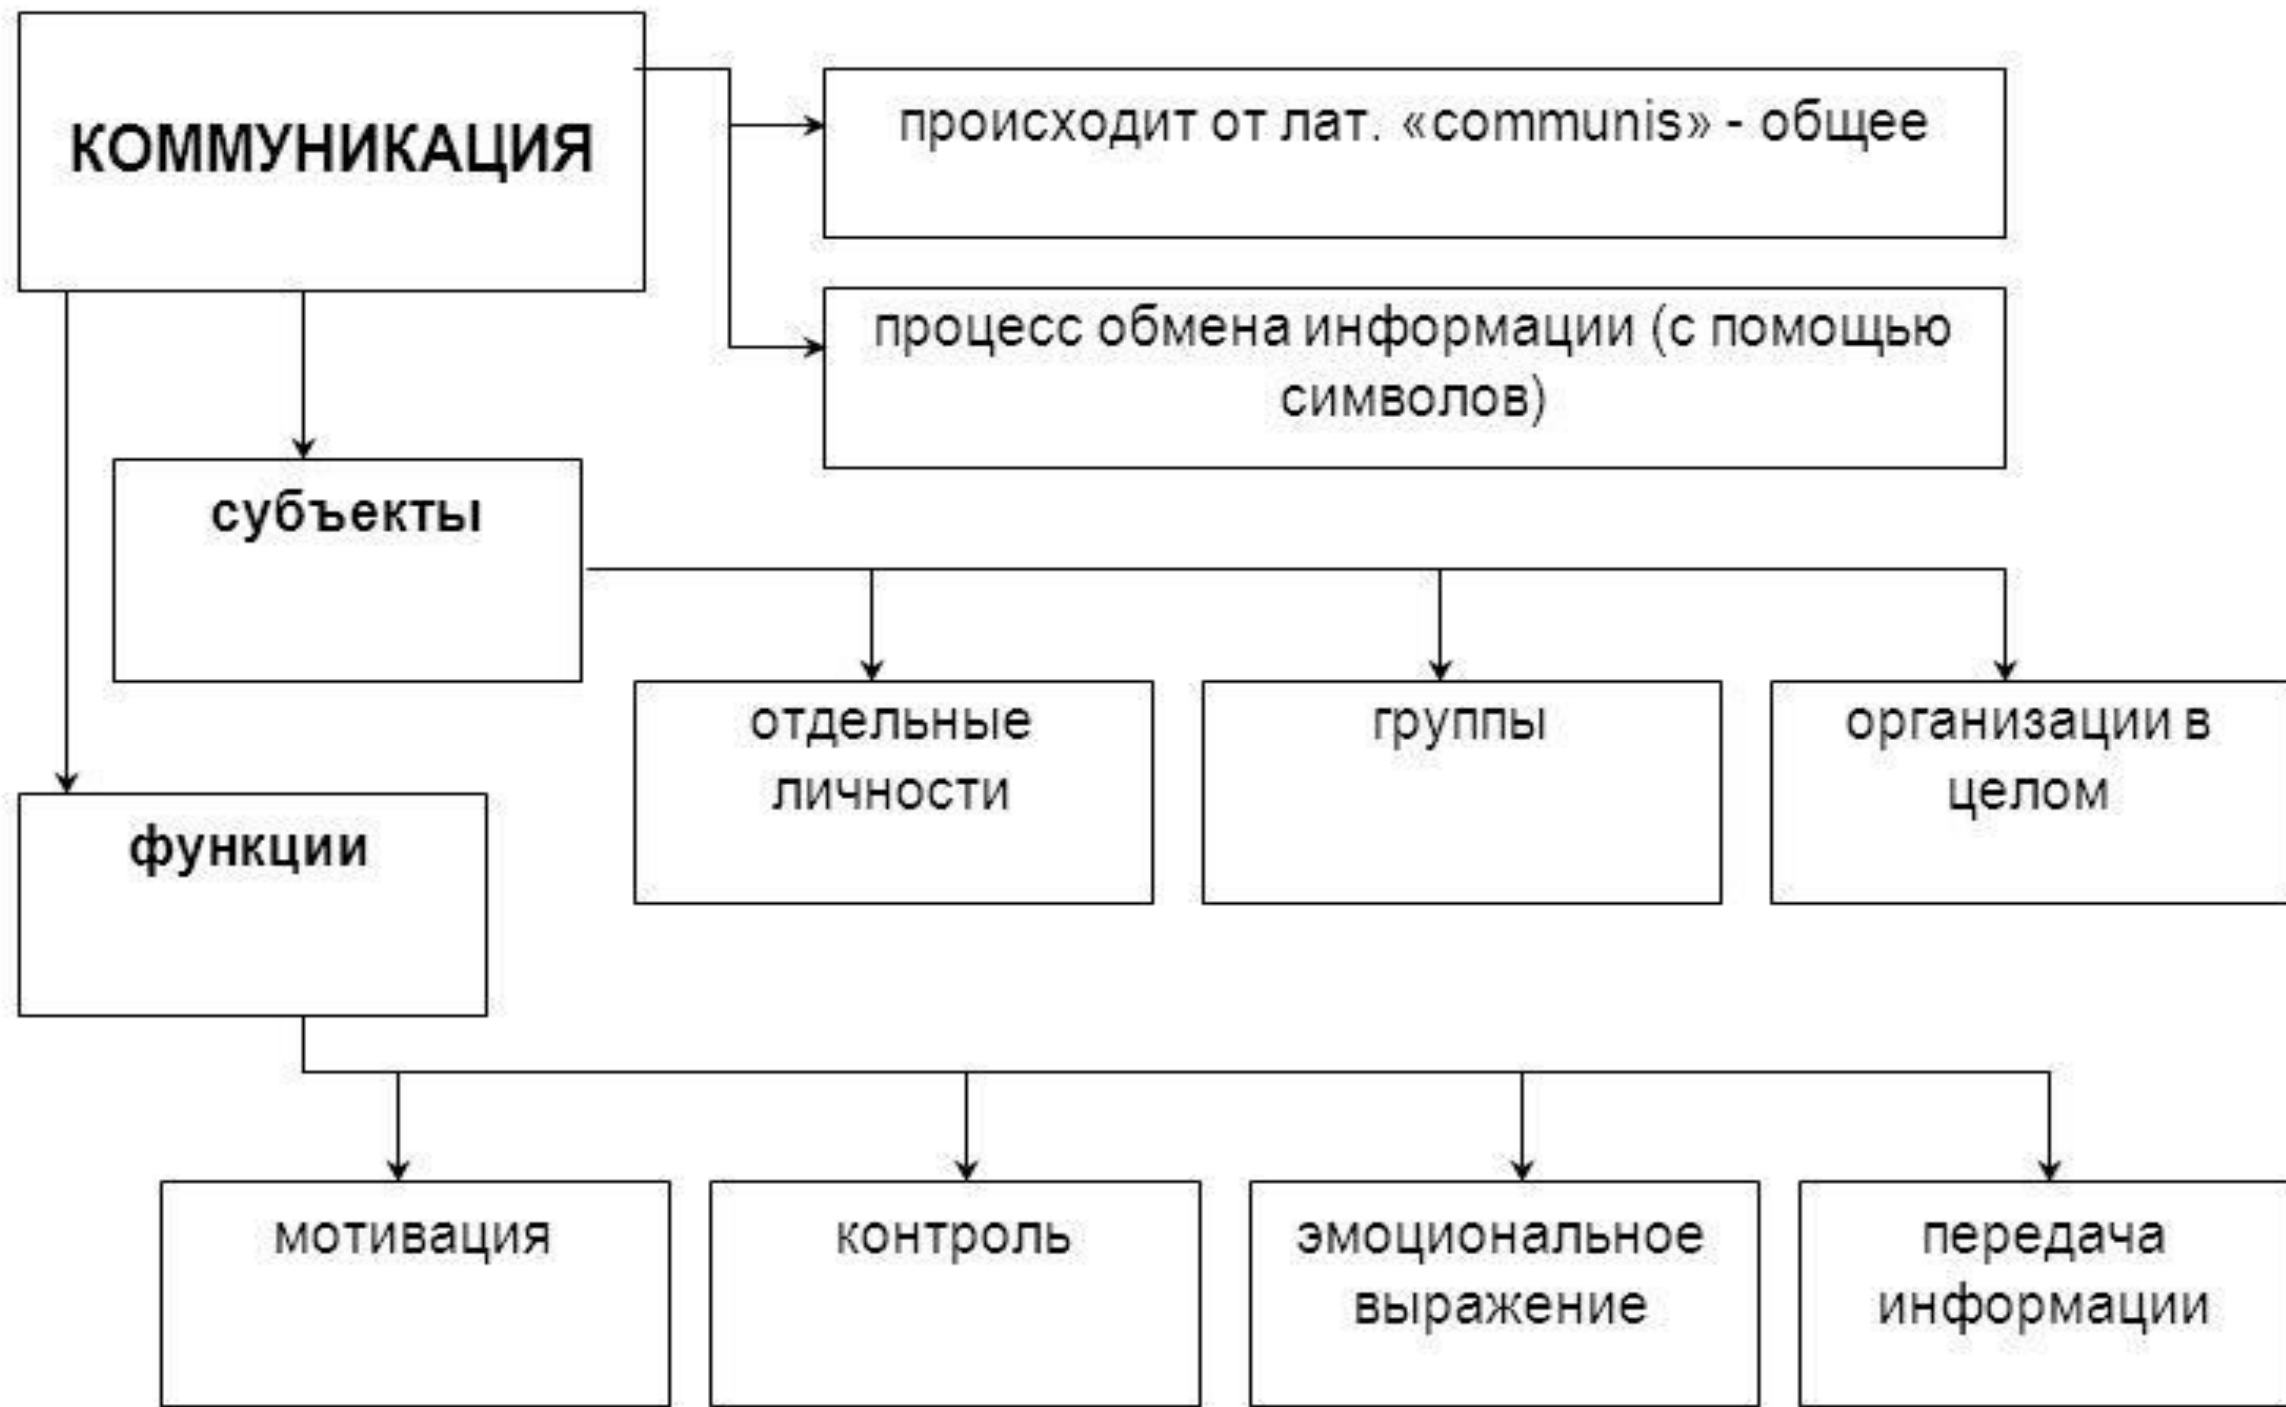 КОММУНИКАЦИЯ
происходит от лат. «communis» - общее
процесс обмена информации (с помощью
символов)
субъекты
отдельные
личности
группы
организации в
целом
функции
мотивация
контроль
эмоциональное
выражение
передача
информации